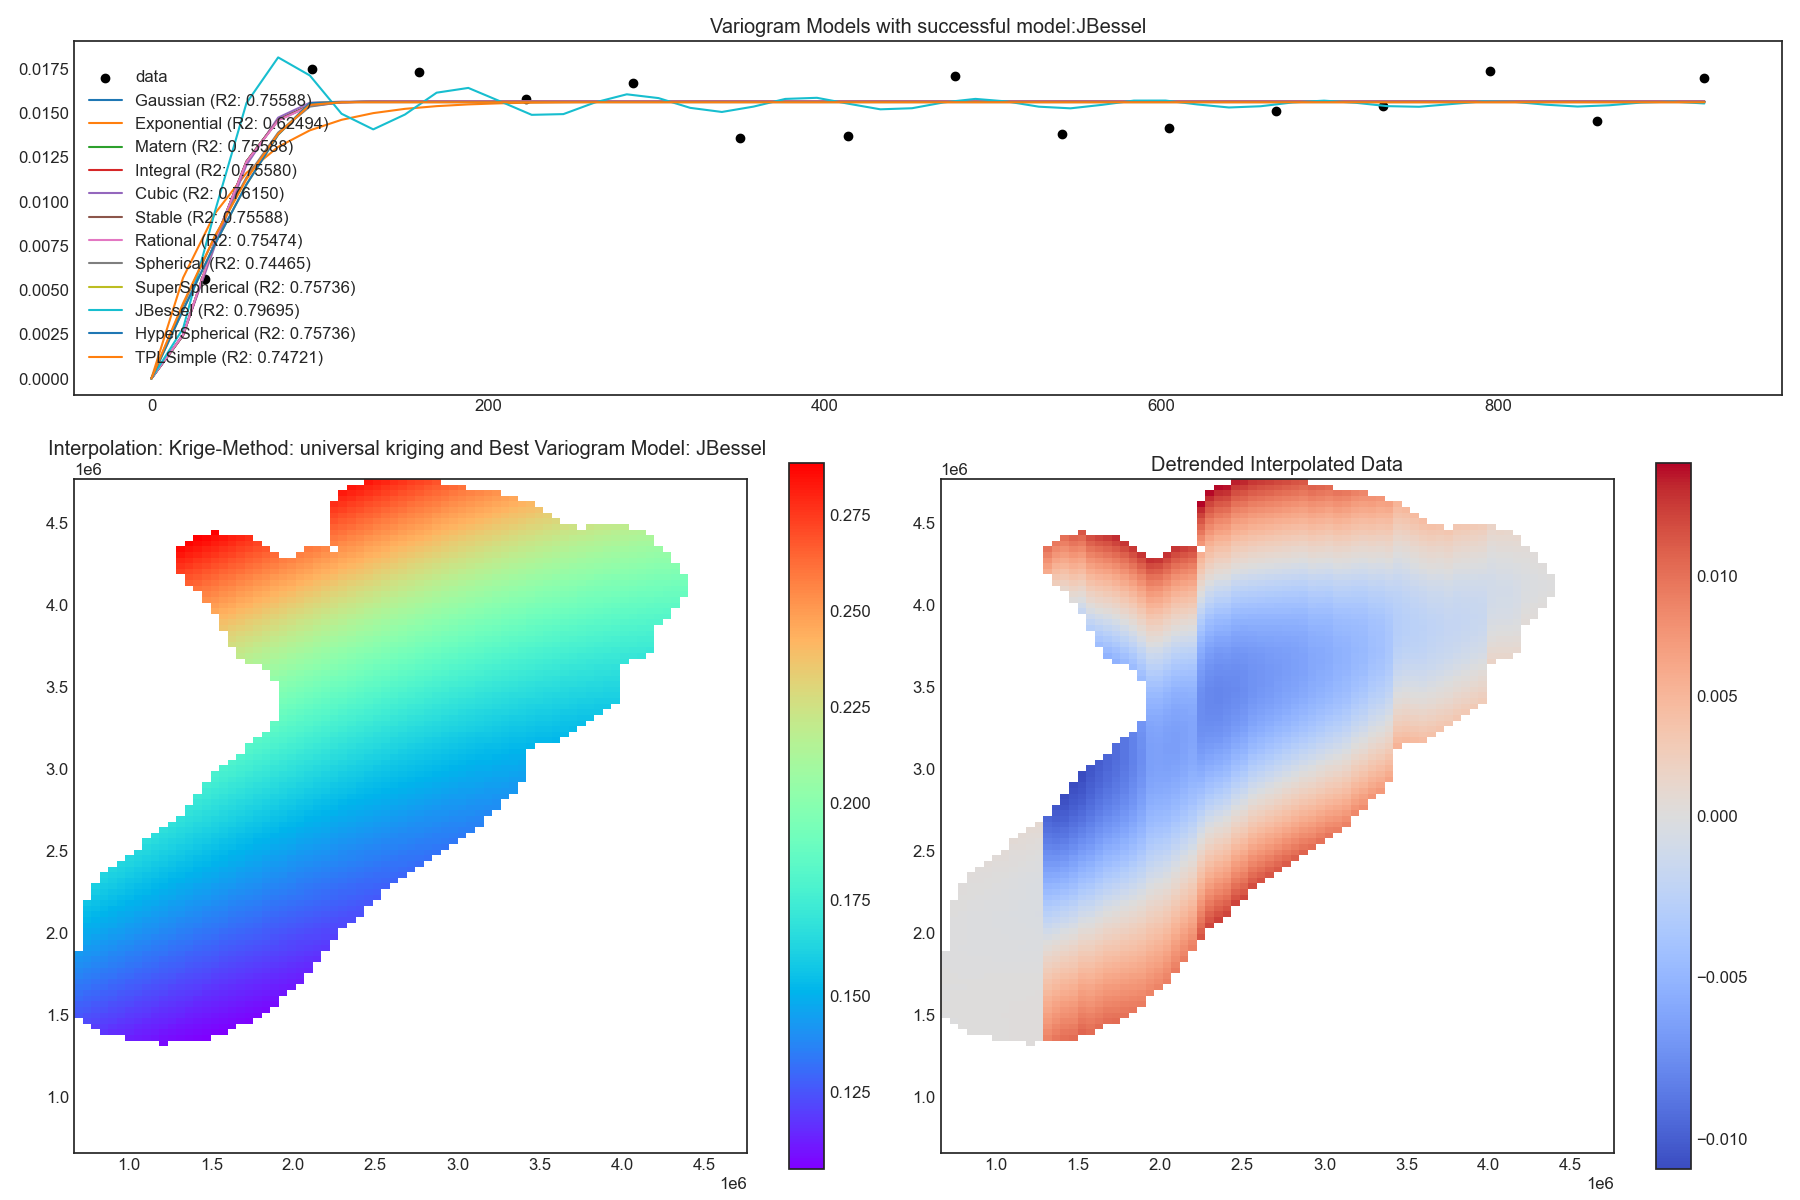 Variogram Models with successful model:JBessel
0.0175
0.0150
0.0125
0.0100
0.0075
0.0050
0.0025
0.0000
data
Gaussian (R2: 0.75588)
Exponential (R2: 0.62494)
Matern (R2: 0.75588)
Integral (R2: 0.75580)
Cubic (R2: 0.76150)
Stable (R2: 0.75588)
Rational (R2: 0.75474)
Spherical (R2: 0.74465)
SuperSpherical (R2: 0.75736)
JBessel (R2: 0.79695)
HyperSpherical (R2: 0.75736)
TPLSimple (R2: 0.74721)
0 200 400 600 800
Interpolation: Krige-Method: universal kriging and Best Variogram Model: JBessel
1e6
4.5
4.0
3.5
3.0
2.5
2.0
1.5
1.0
1.0 1.5 2.0 2.5 3.0 3.5 4.0 4.5
1e6
0.275
0.250
0.225
0.200
0.175
0.150
0.125
Detrended Interpolated Data
1e6
4.5
4.0
3.5
3.0
2.5
2.0
1.5
1.0
1.0 1.5 2.0 2.5 3.0 3.5 4.0 4.5
1e6
0.010
0.005
0.000
−0.005
−0.010